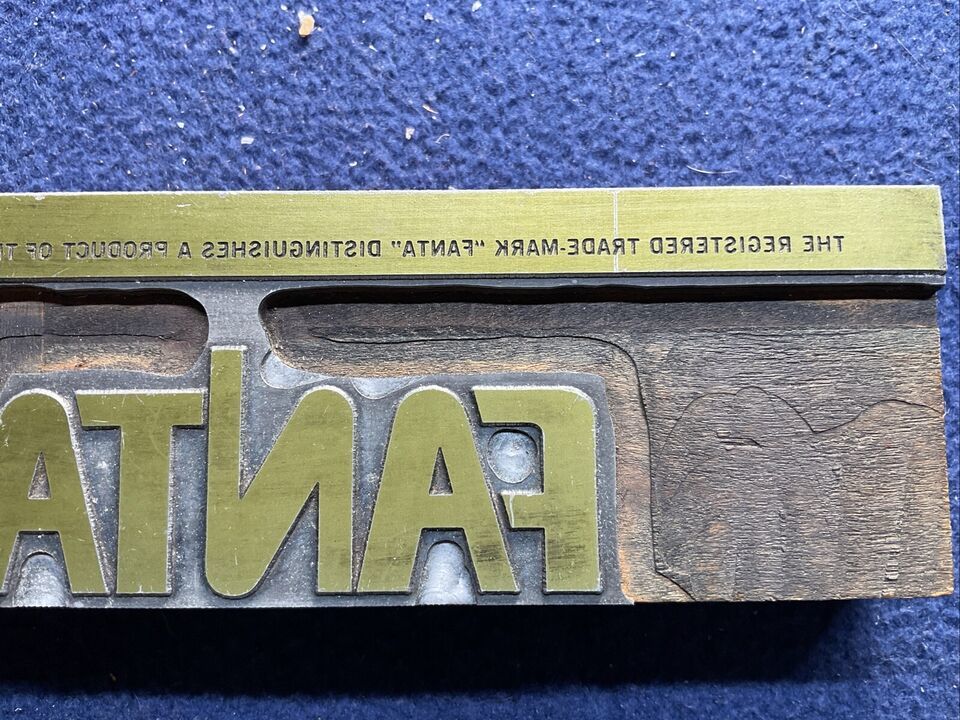 THE REGISTERED TRADE-MARK "FANTA" DISTINGUISHES A PRODUCT OF
FANTA